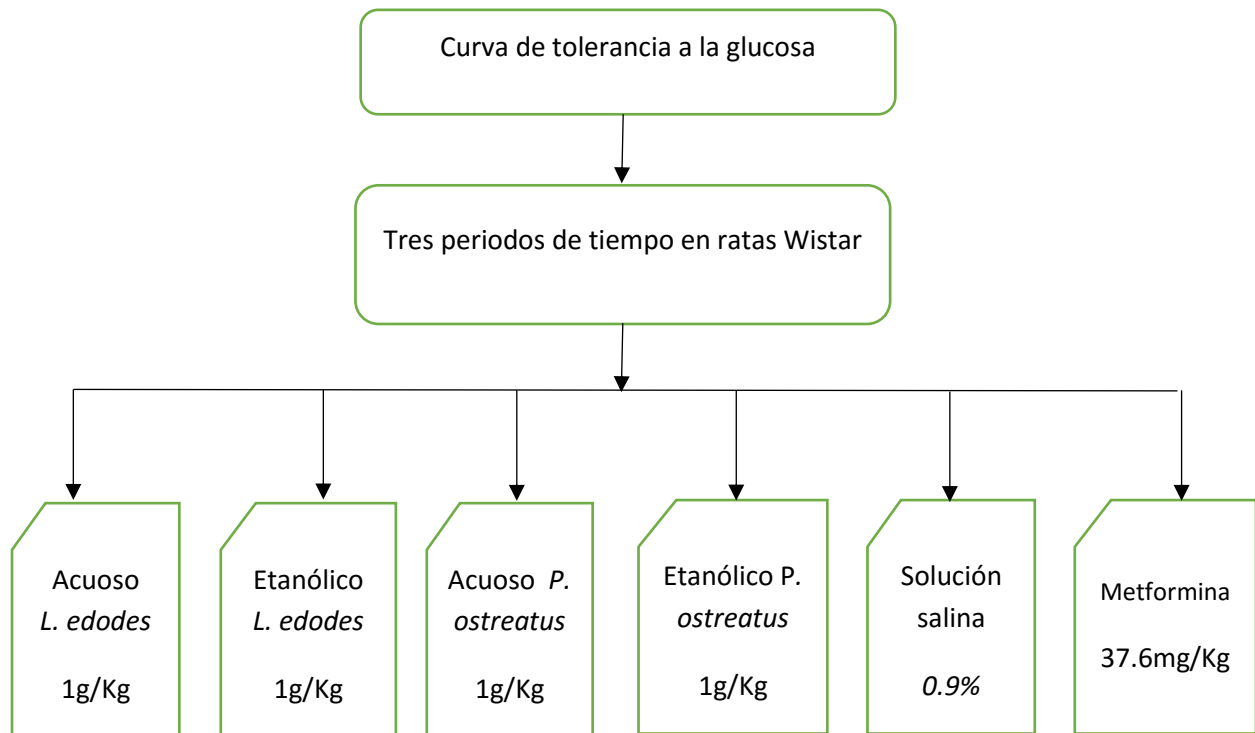 Curva de tolerancia a la glucosa
Tres periodos de tiempo en ratas Wistar
Acuoso
L. edodes
1g/Kg
Etanólico
L. edodes
1g/Kg
Acuoso P.
ostreatus
1g/Kg
Etanólico P.
ostreatus
1g/Kg
Solución
salina
0.9%
Metformina
37.6mg/Kg